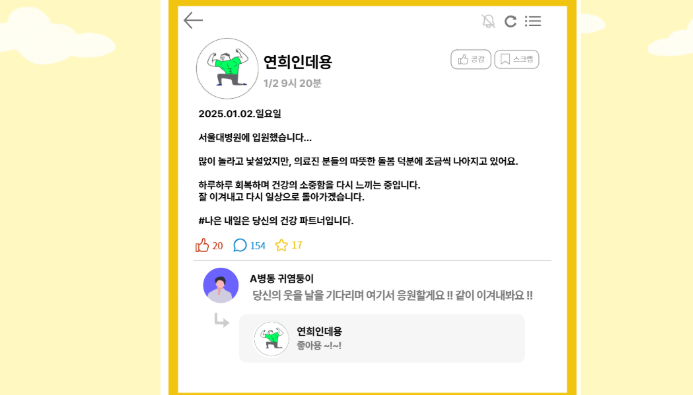 연희인데용
1/2 9시 20분
공감
스크랩
2025.01.02.일요일
서울대병원에 입원했습니다...
많이 놀라고 낯설었지만, 의료진 분들의 따뜻한 돌봄 덕분에 조금씩 나아지고 있어요.
하루하루 회복하며 건강의 소중함을 다시 느끼는 중입니다.
잘 이겨내고 다시 일상으로 돌아가겠습니다.
#나은 내일은 당신의 건강 파트너입니다.
20 154 17
A병동 귀염둥이
당신의 웃을 날을 기다리며 여기서 응원할게요 !! 같이 이겨내봐요 !!
연희인데용
좋아용 ~!~!